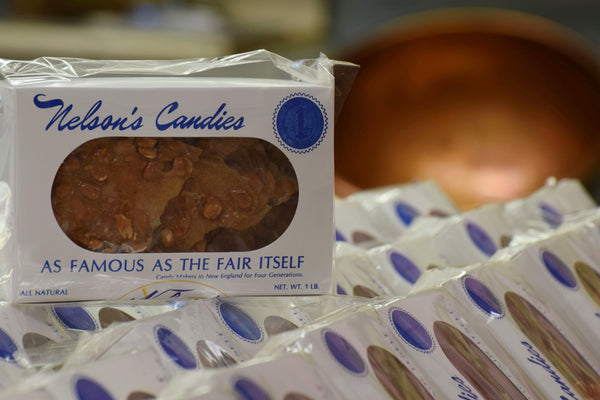 Nelson's Candies
AS FAMOUS AS THE FAIR ITSELF
Candy Makers in New England for Four Generations.
ALL NATURAL
NET. WT. 1 LB.